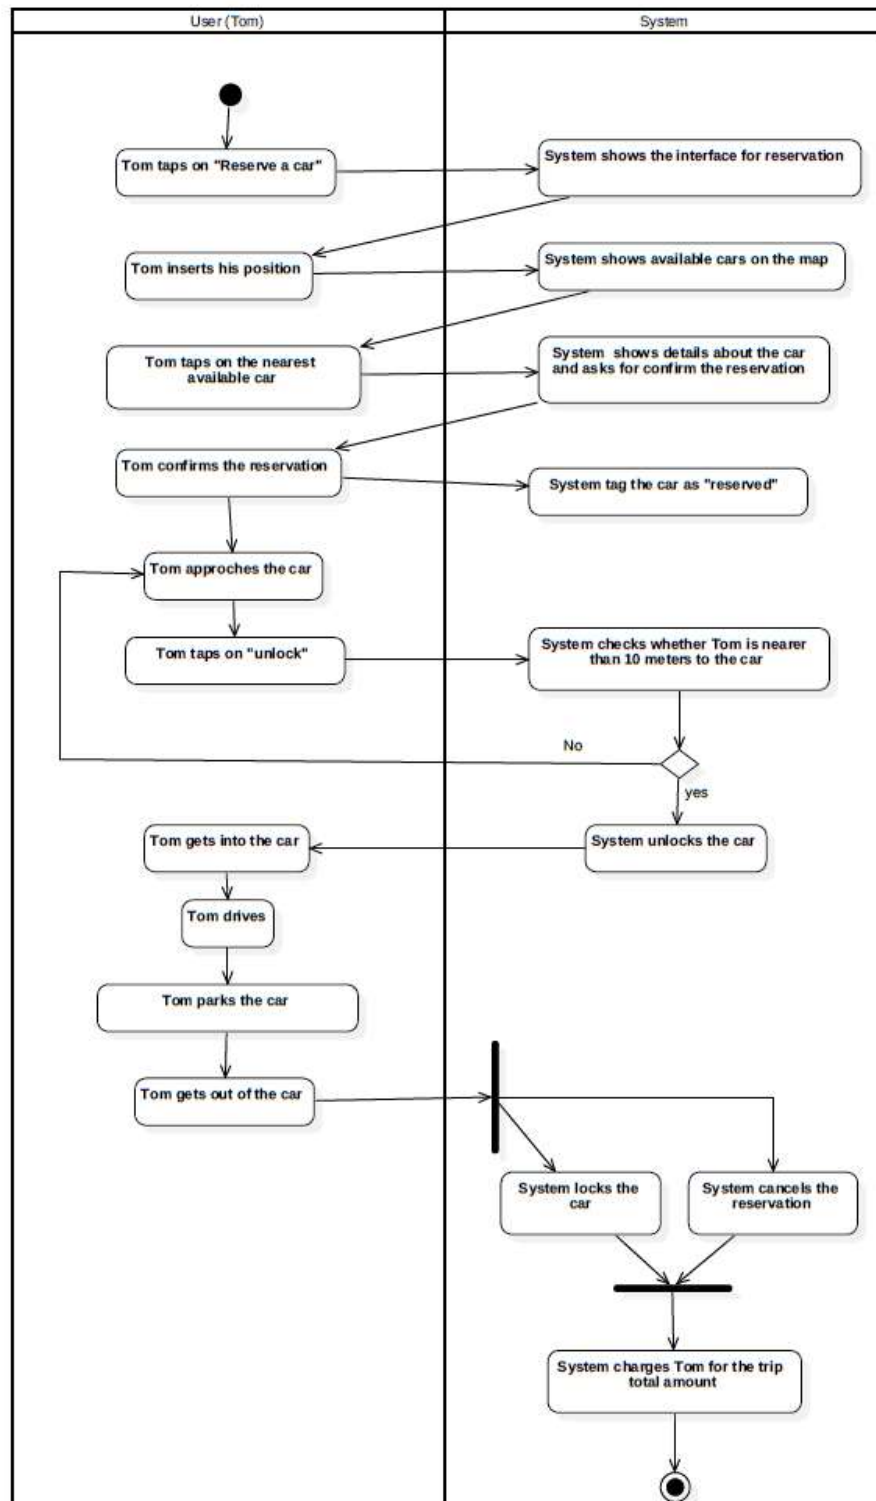 User (Tom)
System
Tom taps on "Reserve a car"
System shows the interface for reservation
Tom inserts his position
System shows available cars on the map
Tom taps on the nearest
available car
System shows details about the car
and asks for confirm the reservation
Tom confirms the reservation
System tag the car as "reserved"
Tom approches the car
Tom taps on "unlock"
System checks whether Tom is nearer
than 10 meters to the car
No
yes
Tom gets into the car
System unlocks the car
Tom drives
Tom parks the car
Tom gets out of the car
System locks the
car
System cancels the
reservation
System charges Tom for the trip
total amount